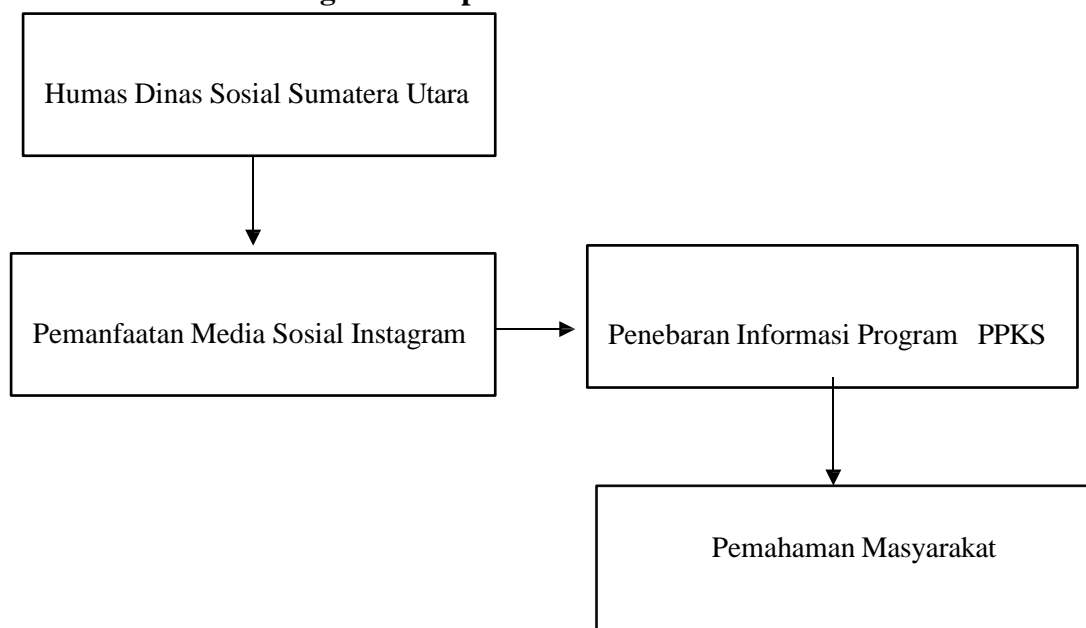 Humas Dinas Sosial Sumatera Utara
Pemanfaatan Media Sosial Instagram
Penebaran Informasi Program PPKS
Pemahaman Masyarakat